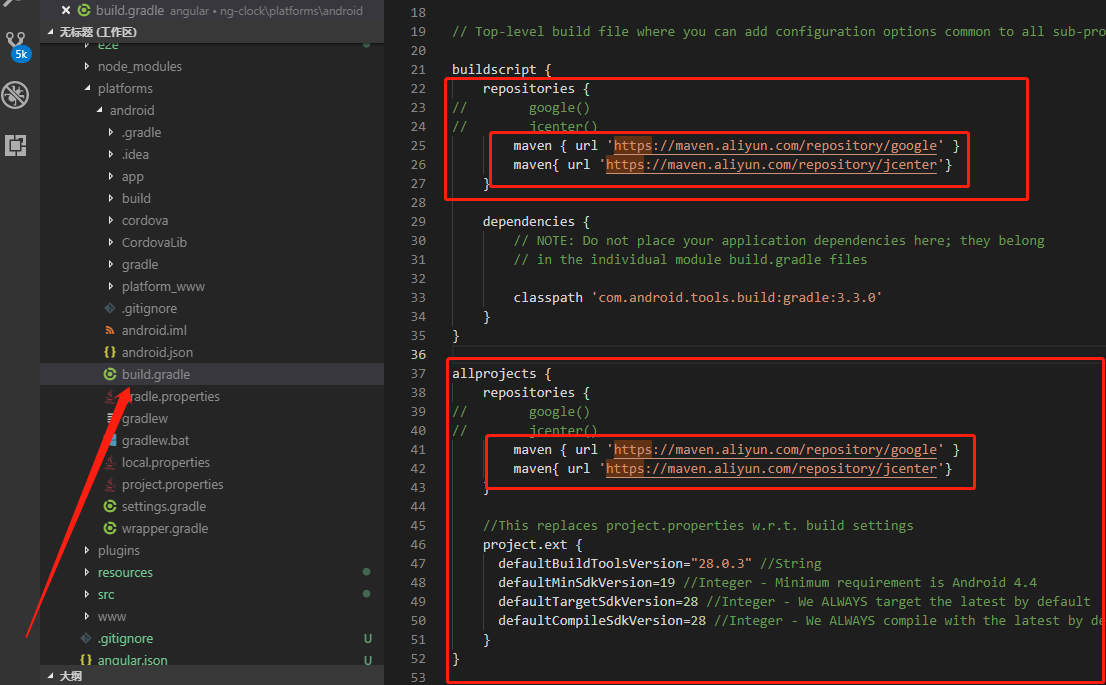 build.gradle angular • ng-clock\platforms\android
无标题 (工作区)
5k
e2e
node_modules
platforms
android
.gradle
.idea
app
build
cordova
CordovaLib
gradle
platform_www
.gitignore
android.iml
{} android.json
build.gradle
radle.properties
gradlew
gradlew.bat
local.properties
project.properties
settings.gradle
wrapper.gradle
plugins
resources
src
www
.gitignore U
{} angular.json U
大纲
18
19 // Top-level build file where you can add configuration options common to all sub-pro
20
21 buildscript {
22 repositories {
23 // google()
24 // jcenter()
25 maven { url 'https://maven.aliyun.com/repository/google' }
26 maven{ url 'https://maven.aliyun.com/repository/jcenter'}
27 }
28
29 dependencies {
30 // NOTE: Do not place your application dependencies here; they belong
31 // in the individual module build.gradle files
32
33 classpath 'com.android.tools.build:gradle:3.3.0'
34 }
35 }
36
37 allprojects {
38 repositories {
39 // google()
40 // jcenter()
41 maven { url 'https://maven.aliyun.com/repository/google' }
42 maven{ url 'https://maven.aliyun.com/repository/jcenter'}
43 }
44
45 //This replaces project.properties w.r.t. build settings
46 project.ext {
47 defaultBuildToolsVersion="28.0.3" //String
48 defaultMinSdkVersion=19 //Integer - Minimum requirement is Android 4.4
49 defaultTargetSdkVersion=28 //Integer - We ALWAYS target the latest by default
50 defaultCompileSdkVersion=28 //Integer - We ALWAYS compile with the latest by de
51 }
52 }
53